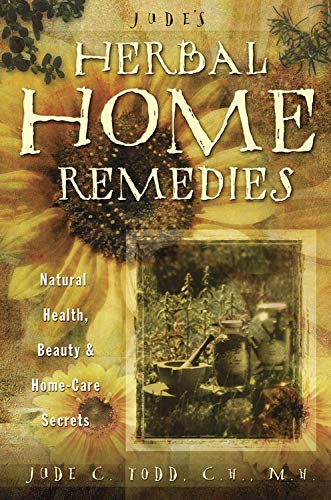 JUDE'S
HERBAL
HOME
REMEDIES
Natural
Health,
Beauty &
Home-Care
Secrets
JUDE C. TODD, C.H., M.H.